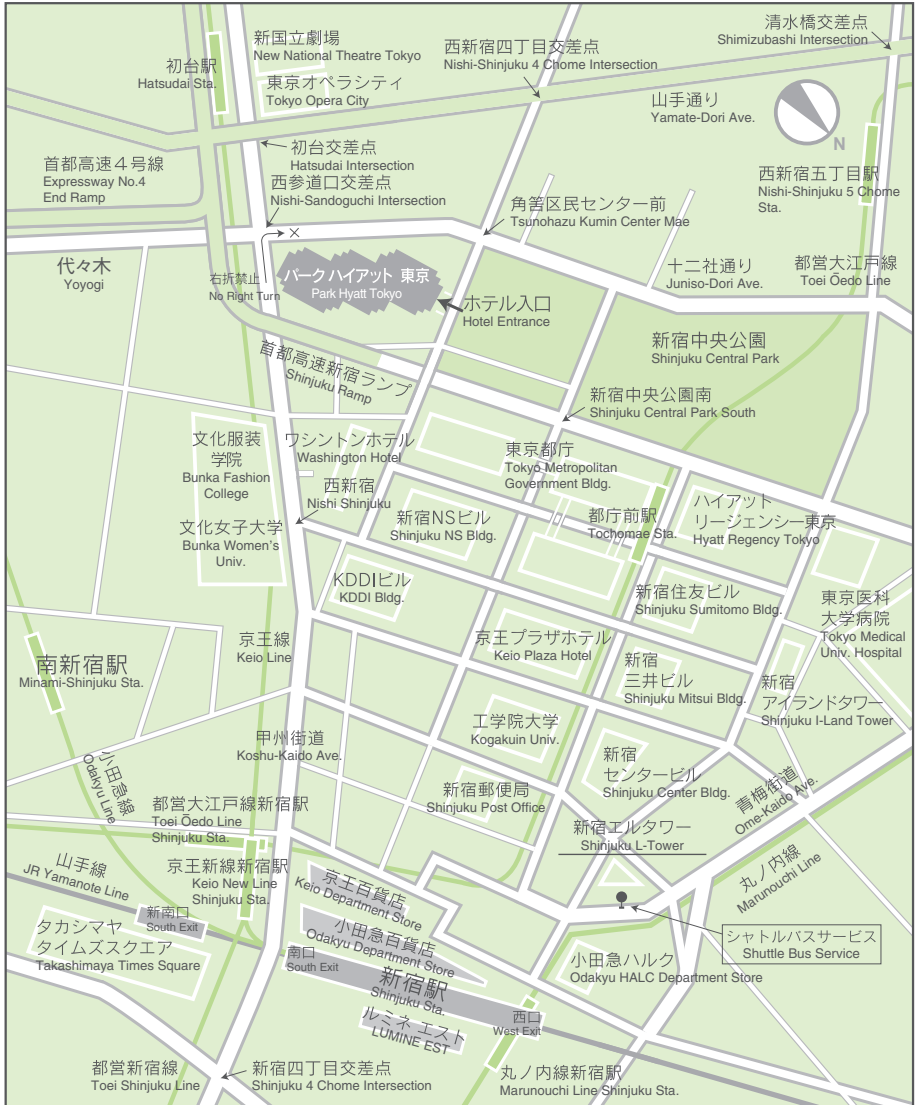 清水橋交差点
Shimizubashi Intersection
新国立劇場
New National Theatre Tokyo
西新宿四丁目交差点
Nishi-Shinjuku 4 Chome Intersection
初台駅
Hatsudai Sta.
東京オペラシティ
Tokyo Opera City
山手通り
Yamate-Dori Ave.
N
初台交差点
Hatsudai Intersection
首都高速4号線
Expressway No.4
End Ramp
西参道口交差点
Nishi-Sandoguchi Intersection
西新宿五丁目駅
Nishi-Shinjuku 5 Chome
Sta.
角筈区民センター前
Tsunohazu Kumin Center Mae
代々木
Yoyogi
右折禁止
No Right Turn
パーク ハイアット 東京
Park Hyatt Tokyo
十二社通り
Juniso-Dori Ave.
都営大江戸線
Toei Ōedo Line
ホテル入口
Hotel Entrance
新宿中央公園
Shinjuku Central Park
首都高速新宿ランプ
Shinjuku Ramp
新宿中央公園南
Shinjuku Central Park South
文化服装
学院
Bunka Fashion
College
ワシントンホテル
Washington Hotel
東京都庁
Tokyo Metropolitan
Government Bldg.
西新宿
Nishi Shinjuku
新宿NSビル
Shinjuku NS Bldg.
都庁前駅
Tochomae Sta.
ハイアット
リージェンシー東京
Hyatt Regency Tokyo
文化女子大学
Bunka Women's
Univ.
KDDIビル
KDDI Bldg.
新宿住友ビル
Shinjuku Sumitomo Bldg.
東京医科
大学病院
Tokyo Medical
Univ. Hospital
京王線
Keio Line
京王プラザホテル
Keio Plaza Hotel
南新宿駅
Minami-Shinjuku Sta.
新宿
三井ビル
Shinjuku Mitsui Bldg.
新宿
アイランドタワー
Shinjuku I-Land Tower
甲州街道
Koshu-Kaido Ave.
工学院大学
Kogakuin Univ.
新宿
センタービル
Shinjuku Center Bldg.
小田急線
Odakyu Line
新宿郵便局
Shinjuku Post Office
青梅街道
Ome-Kaido Ave.
都営大江戸線新宿駅
Toei Ōedo Line
Shinjuku Sta.
新宿エルタワー
Shinjuku L-Tower
山手線
JR Yamanote Line
京王新線新宿駅
Keio New Line
Shinjuku Sta.
京王百貨店
Keio Department Store
丸ノ内線
Marunouchi Line
新南口
South Exit
タカシマヤ
タイムズスクエア
Takashimaya Times Square
小田急百貨店
Odakyu Department Store
シャトルバスサービス
Shuttle Bus Service
南口
South Exit
小田急ハルク
Odakyu HALC Department Store
新宿駅
Shinjuku Sta.
ルミネ エスト
LUMINE EST
西口
West Exit
都営新宿線
Toei Shinjuku Line
新宿四丁目交差点
Shinjuku 4 Chome Intersection
丸ノ内線新宿駅
Marunouchi Line Shinjuku Sta.